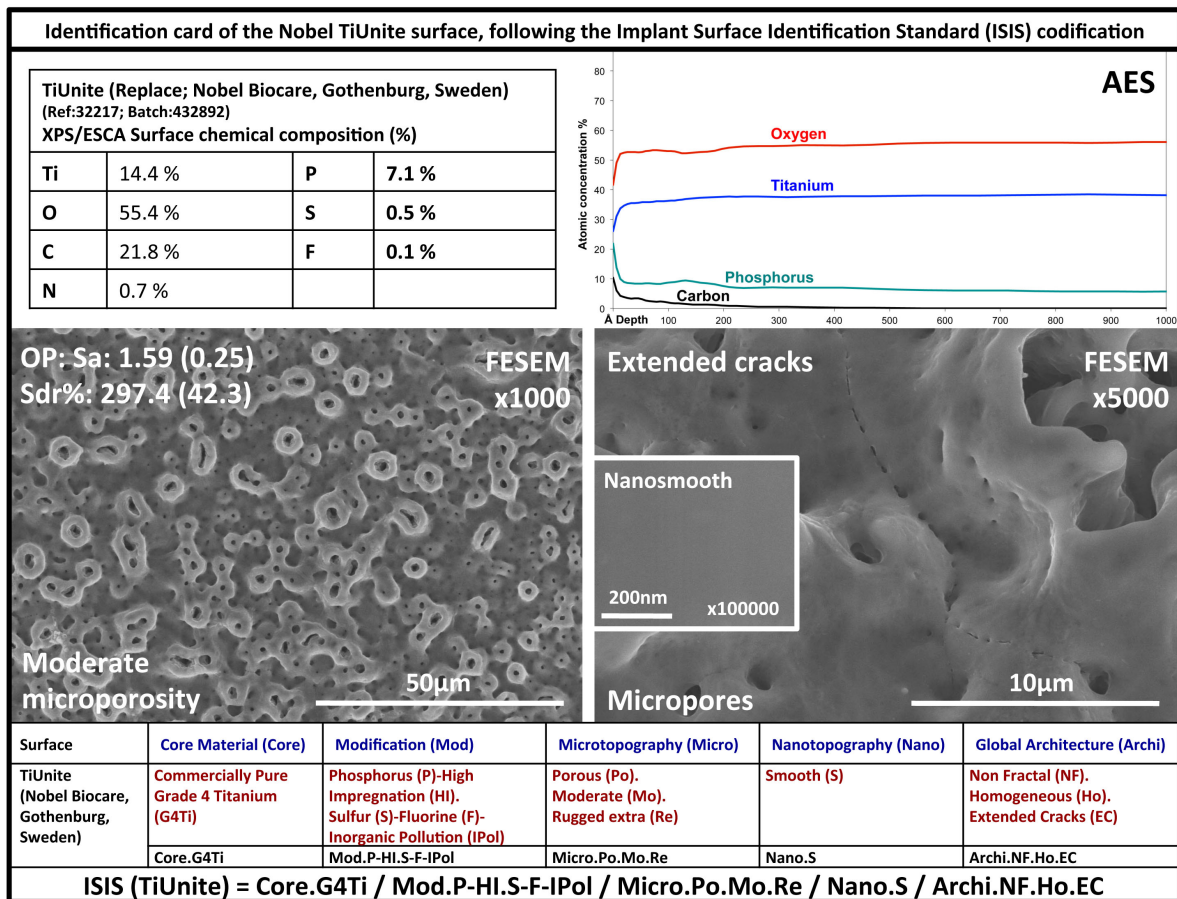 Identification card of the Nobel TiUnite surface, following the Implant Surface Identification Standard (ISIS) codification
TiUnite (Replace; Nobel Biocare, Gothenburg, Sweden)
(Ref:32217; Batch:432892)
XPS/ESCA Surface chemical composition (%)
Ti 14.4 % P 7.1 %
O 55.4 % S 0.5 %
C 21.8 % F 0.1 %
N 0.7 %
AES
Atomic concentration %
80
70
60
50
40
30
20
10
0
Oxygen
Titanium
Phosphorus
Carbon
Å Depth 100 200 300 400 500 600 700 800 900 1000
OP: Sa: 1.59 (0.25)
Sdr%: 297.4 (42.3)
FESEM
x1000
Moderate
microporosity
50µm
Extended cracks
FESEM
x5000
Nanosmooth
200nm
x100000
Micropores
10µm
Surface Core Material (Core) Modification (Mod) Microtopography (Micro) Nanotopography (Nano) Global Architecture (Archi)
TiUnite
(Nobel Biocare,
Gothenburg,
Sweden)
Commercially Pure
Grade 4 Titanium
(G4Ti)
Phosphorus (P)-High
Impregnation (HI).
Sulfur (S)-Fluorine (F)-
Inorganic Pollution (IPol)
Porous (Po).
Moderate (Mo).
Rugged extra (Re)
Smooth (S)
Non Fractal (NF).
Homogeneous (Ho).
Extended Cracks (EC)
Core.G4Ti Mod.P-HI.S-F-IPol Micro.Po.Mo.Re Nano.S Archi.NF.Ho.EC
ISIS (TiUnite) = Core.G4Ti / Mod.P-HI.S-F-IPol / Micro.Po.Mo.Re / Nano.S / Archi.NF.Ho.EC